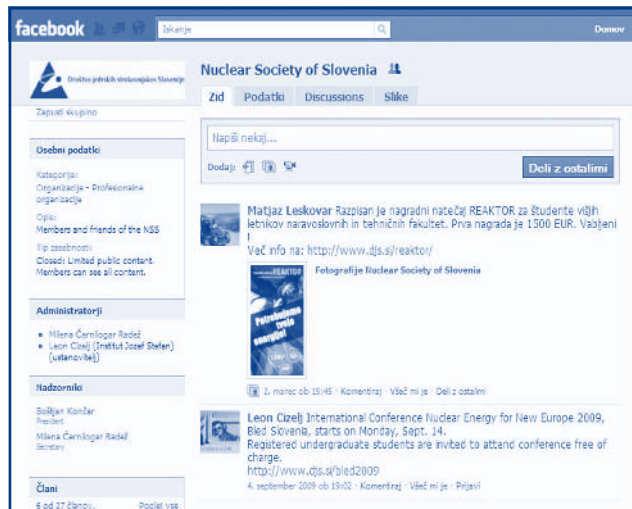 facebook
Iskanje
Domov
Društvo jedrskih strokovnjakov Slovenije
Zapusti skupino
Osebni podatki
Kategorija:
Organizacije - Profesionalne
organizacije
Opis:
Members and friends of the NSS
Tip zasebnosti:
Closed: Limited public content.
Members can see all content.
Administratorji
Milena Černilogar Radež
Leon Cizelj (Institut Jozef Stefan)
(ustanovitelj)
Nadzorniki
Boštjan Končar
President
Milena Černilogar Radež
Secretary
Člani
6 od 27 članov.
Poglej vse
Nuclear Society of Slovenia
Zid
Podatki
Discussions
Slike
Napiši nekaj...
Dodaj:
Deli z ostalimi
Matjaz Leskovar Razpisan je nagradni natečaj REAKTOR za študente višjih
letnikov naravoslovnih in tehničnih fakultet. Prva nagrada je 1500 EUR. Vabljeni
!
Več info na: http://www.djs.si/reaktor/
REAKTOR
Potrebujemo
tvojo
energijo!
Fotografije Nuclear Society of Slovenia
2. marec ob 15:45 · Komentiraj · Všeč mi je · Deli z ostalimi
Leon Cizelj International Conference Nuclear Energy for New Europe 2009,
Bled Slovenia, starts on Monday, Sept. 14.
Registered undergraduate students are invited to attend conference free of
charge.
http://www.djs.si/bled2009
4. september 2009 ob 19:02 · Komentiraj · Všeč mi je · Prijavi